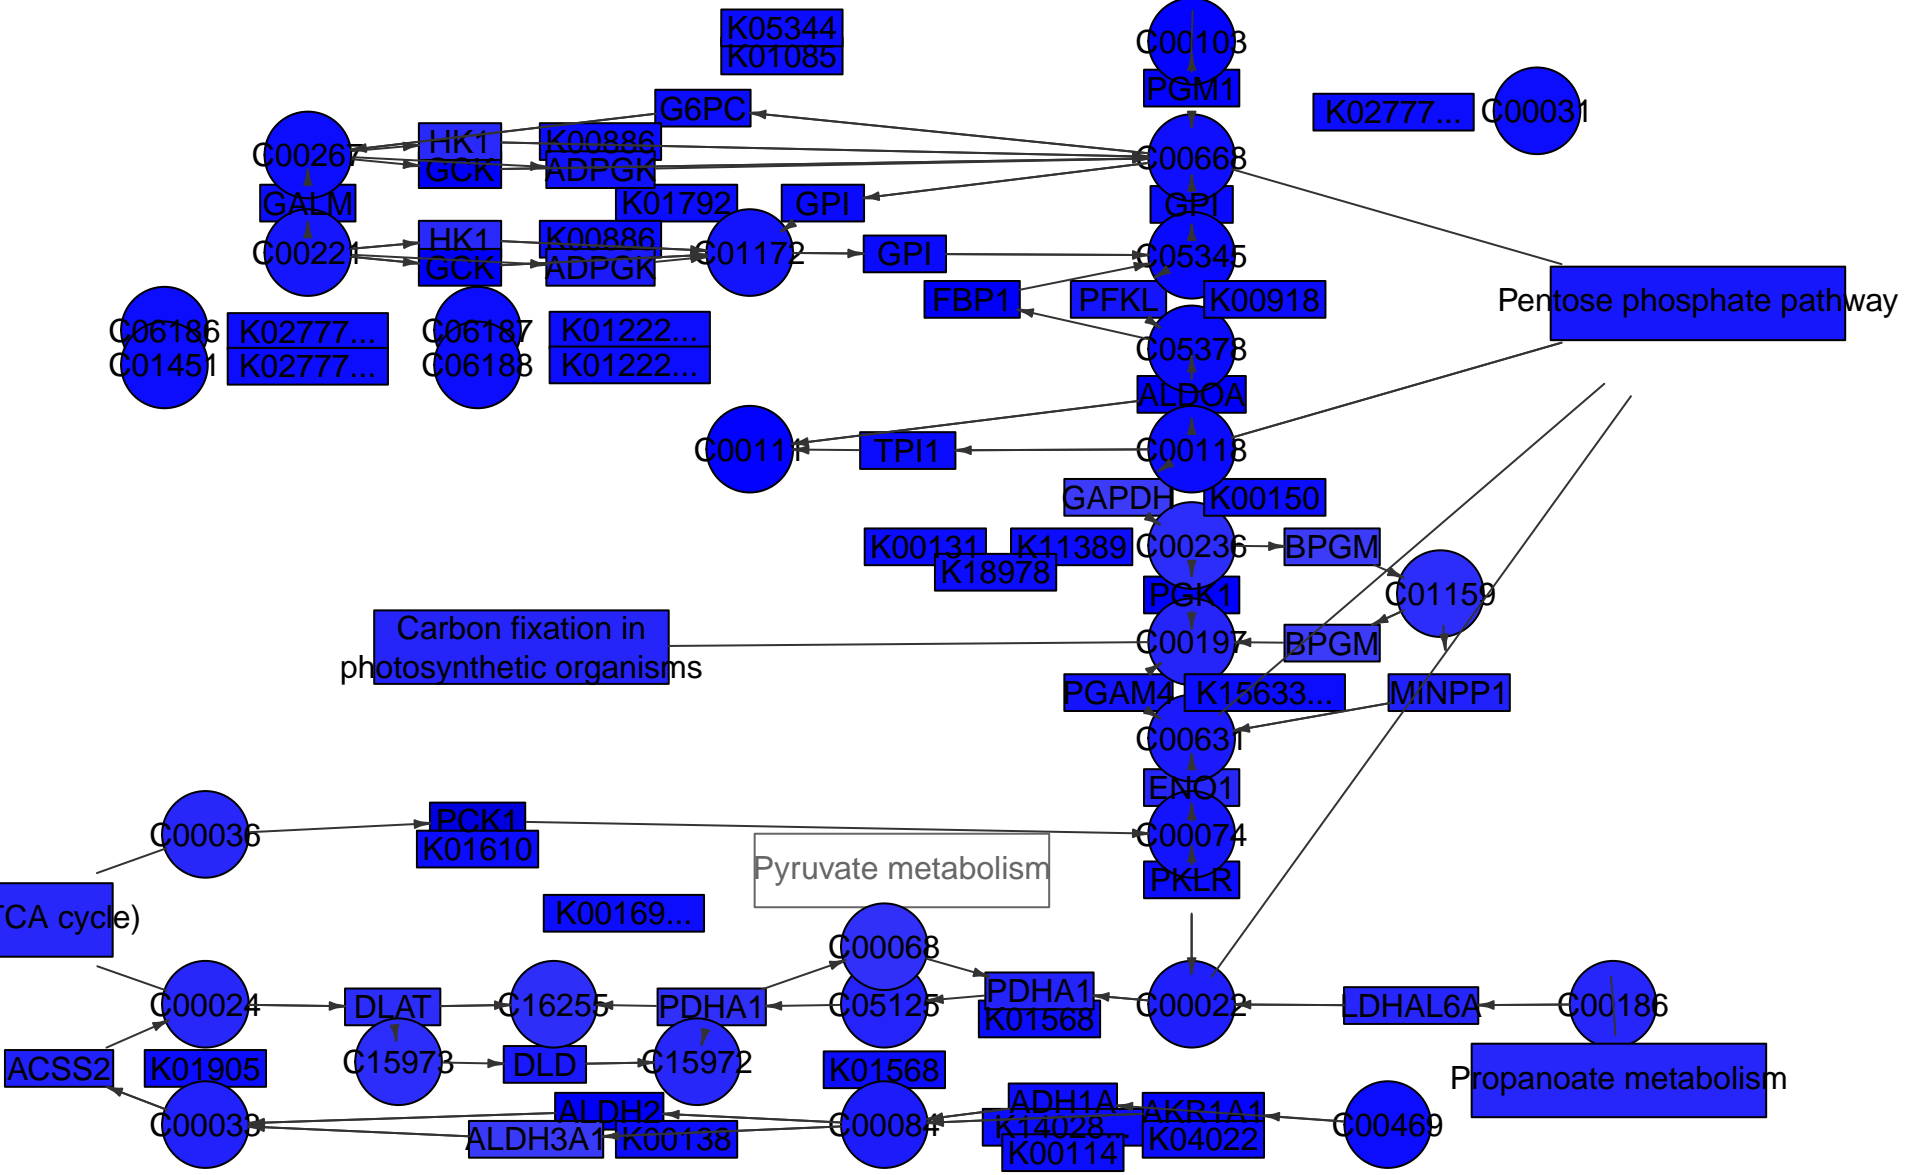 K05344
C00103
K01085
PGM1
G6PC
K02777...
C00031
HK1
K00886
C00267
C00668
GCK
ADPGK
GALM
K01792
GPI
GPI
HK1
K00886
C00221
C01172
GPI
C05345
GCK
ADPGK
FBP1
PFKL
K00918
Pentose phosphate pathway
C06186
K02777...
C06187
K01222...
C05378
C01451
K02777...
C06188
K01222...
ALDOA
C00111
TPI1
C00118
GAPDH
K00150
K00131
K11389
C00236
BPGM
K18978
PGK1
C01159
Carbon fixation in
photosynthetic organisms
C00197
BPGM
PGAM4
K15633...
MINPP1
C00631
ENO1
C00036
PCK1
C00074
K01610
Pyruvate metabolism
PKLR
TCA cycle)
K00169...
C00068
C00024
DLAT
C16255
PDHA1
C05125
PDHA1
C00022
LDHAL6A
C00186
K01568
ACSS2
K01905
C15973
DLD
C15972
K01568
Propanoate metabolism
C00033
ALDH2
C00084
ADH1A
AKR1A1
C00469
ALDH3A1
K00138
K14028...
K04022
K00114